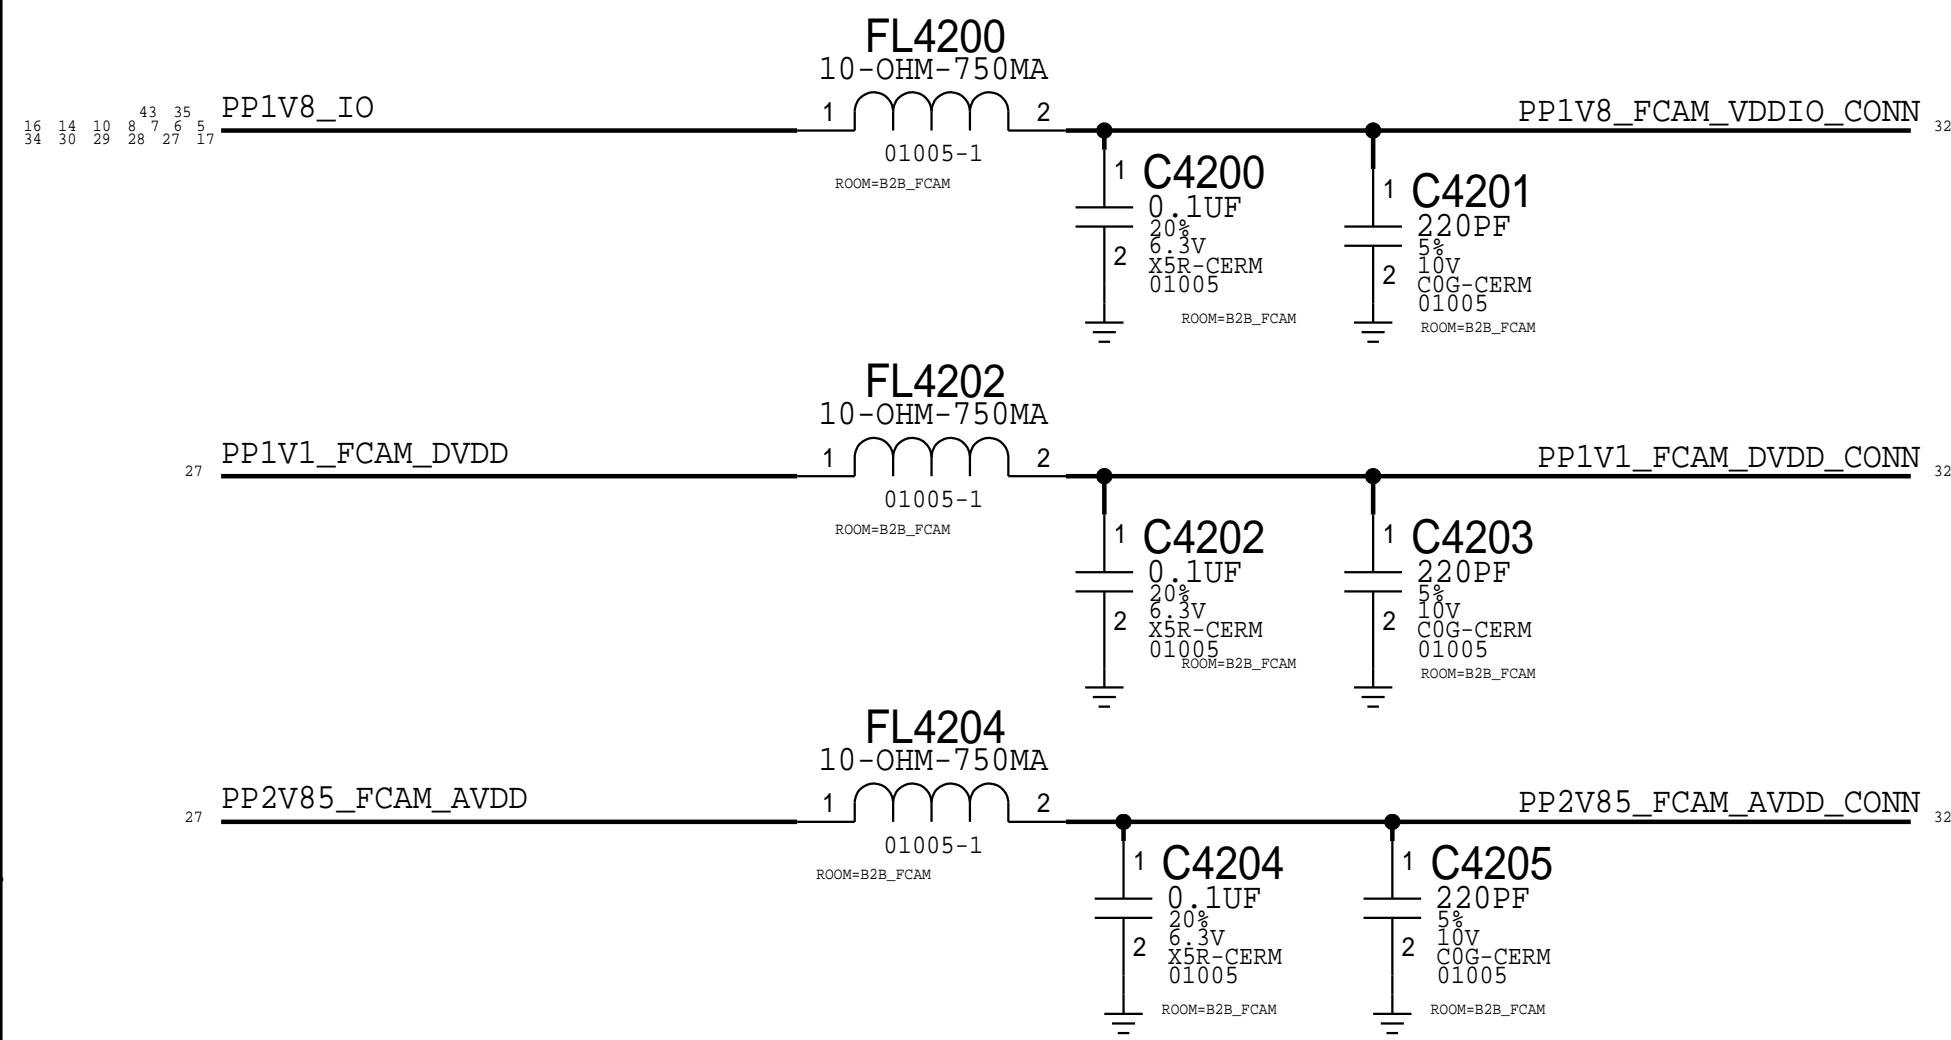 FL4200
10-OHM-750MA
43 35
16 14 10 8 7 6 5
34 30 29 28 27 17
PP1V8_IO
1
2
01005-1
ROOM=B2B_FCAM
PP1V8_FCAM_VDDIO_CONN
32
1
C4200
0.1UF
20%
6.3V
X5R-CERM
01005
2
ROOM=B2B_FCAM
1
C4201
220PF
5%
10V
C0G-CERM
01005
2
ROOM=B2B_FCAM
FL4202
10-OHM-750MA
27
PP1V1_FCAM_DVDD
1
2
01005-1
ROOM=B2B_FCAM
PP1V1_FCAM_DVDD_CONN
32
1
C4202
0.1UF
20%
6.3V
X5R-CERM
01005
2
ROOM=B2B_FCAM
1
C4203
220PF
5%
10V
C0G-CERM
01005
2
ROOM=B2B_FCAM
FL4204
10-OHM-750MA
27
PP2V85_FCAM_AVDD
1
2
01005-1
ROOM=B2B_FCAM
PP2V85_FCAM_AVDD_CONN
32
1
C4204
0.1UF
20%
6.3V
X5R-CERM
01005
2
ROOM=B2B_FCAM
1
C4205
220PF
5%
10V
C0G-CERM
01005
2
ROOM=B2B_FCAM